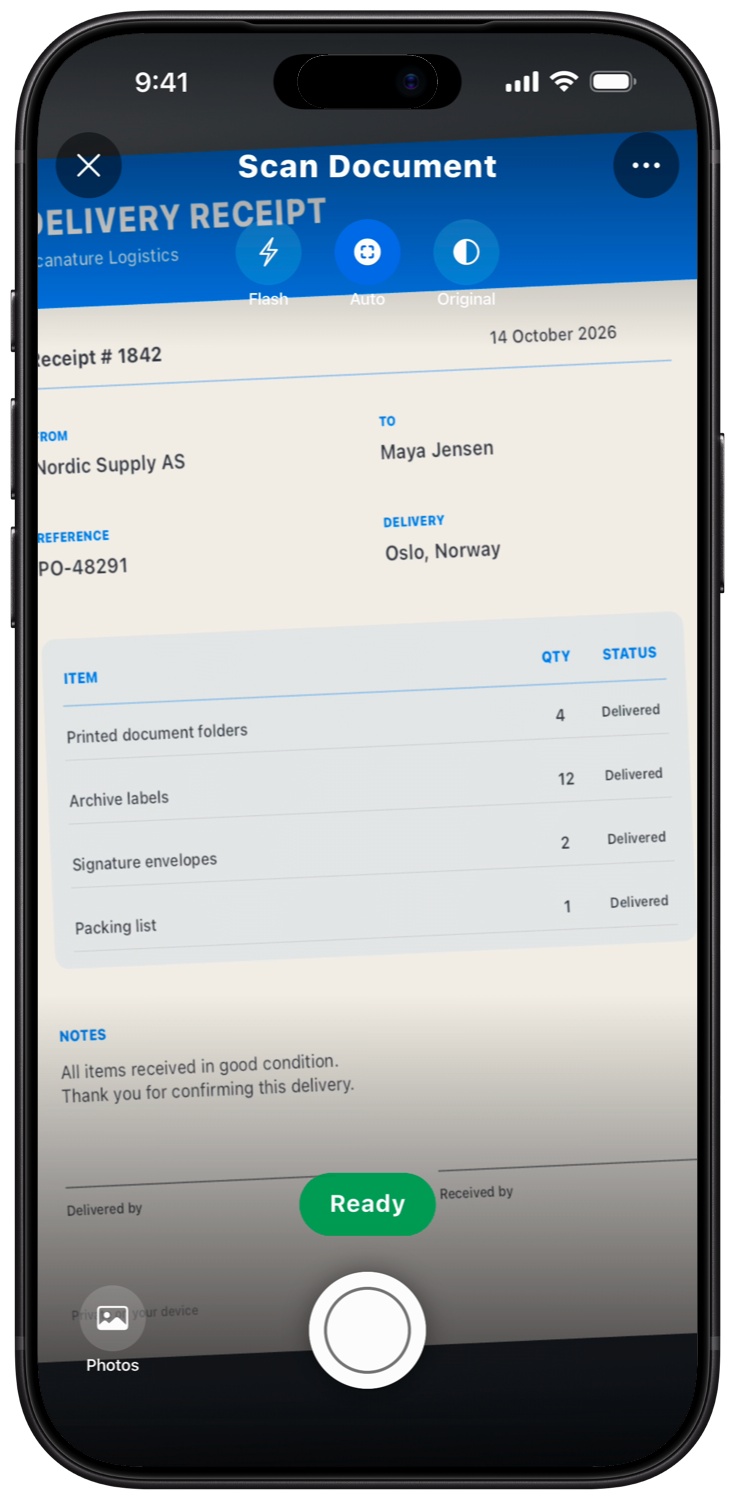 9:41
Scan Document
DELIVERY RECEIPT
canature Logistics
Flash Auto Original
Receipt # 1842
14 October 2026
FROM
TO
Nordic Supply AS
Maya Jensen
REFERENCE
DELIVERY
PO-48291
Oslo, Norway
ITEM QTY STATUS
Printed document folders 4 Delivered
Archive labels 12 Delivered
Signature envelopes 2 Delivered
Packing list 1 Delivered
NOTES
All items received in good condition.
Thank you for confirming this delivery.
Delivered by
Received by
Ready
your device
Photos